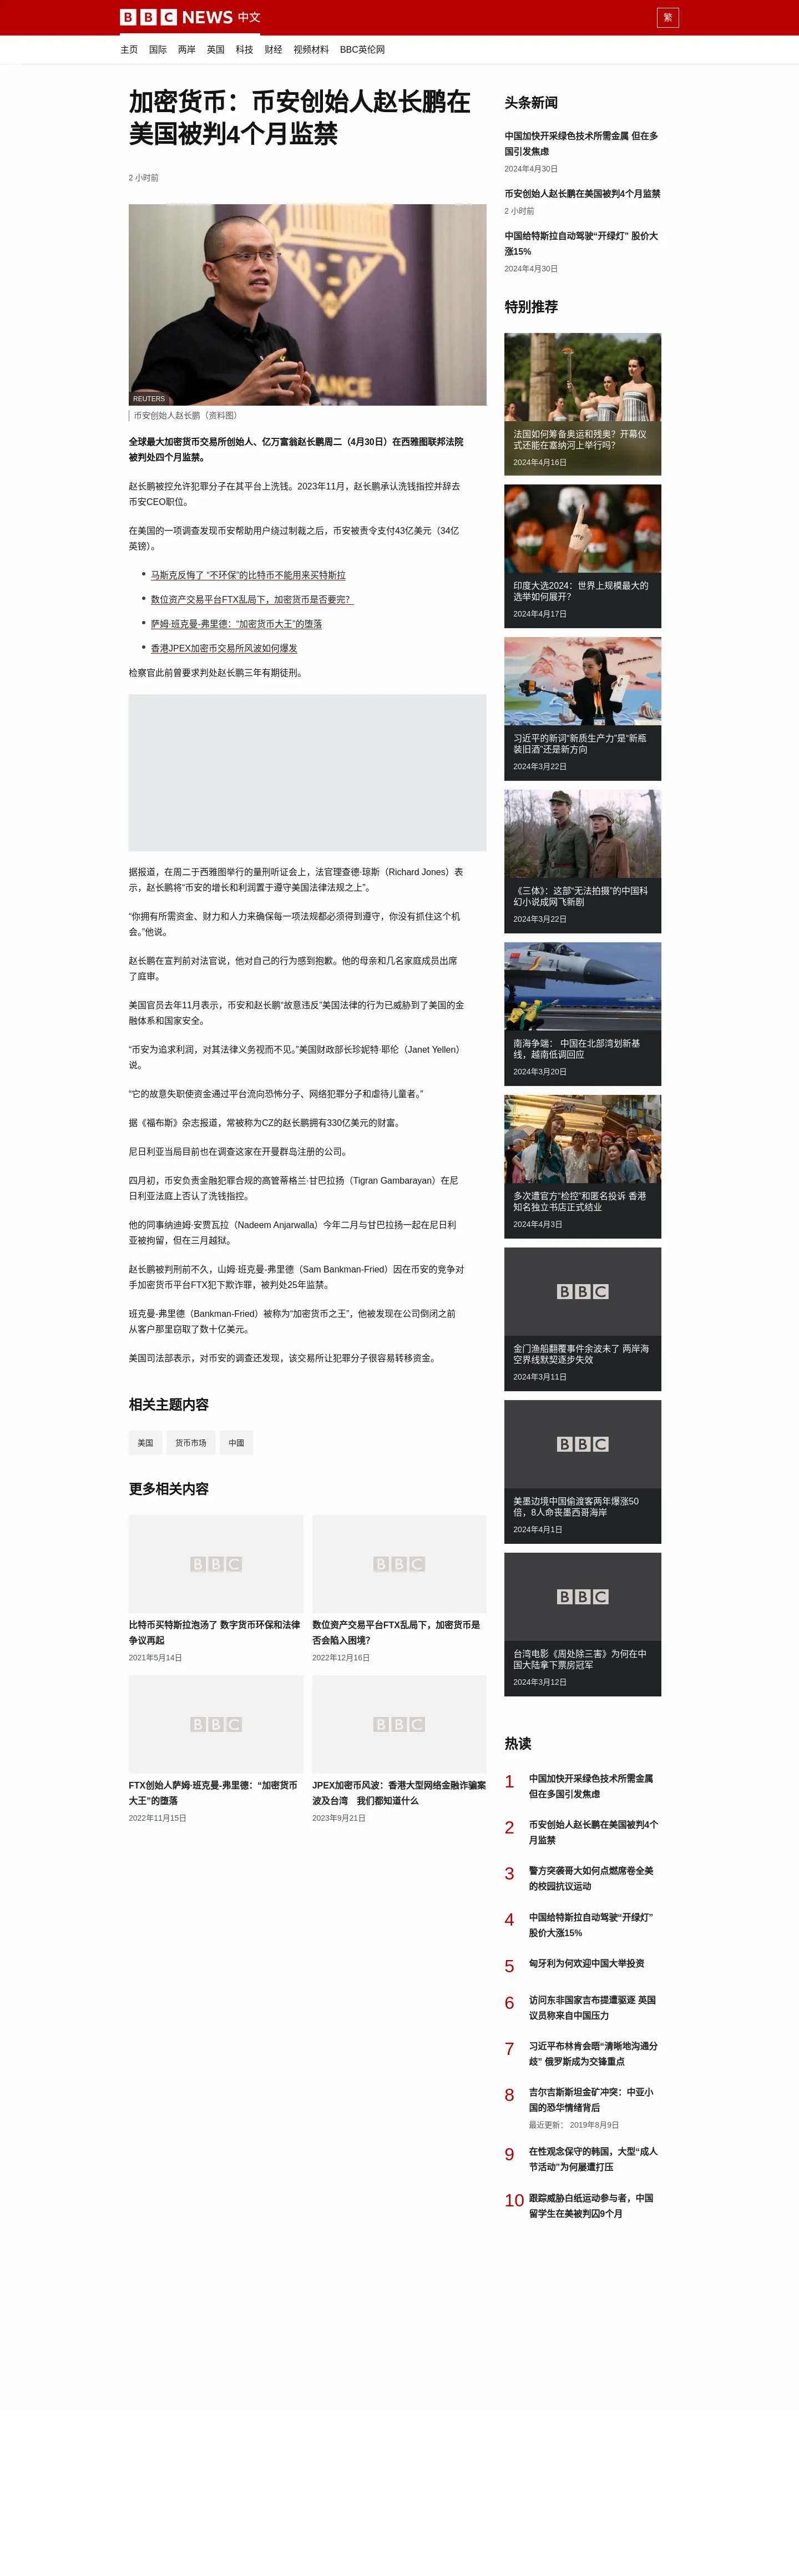 BBC NEWS 中文
繁
主页 国际 两岸 英国 科技 财经 视频材料 BBC英伦网
加密货币：币安创始人赵长鹏在
美国被判4个月监禁
2 小时前
REUTERS
币安创始人赵长鹏（资料图）
全球最大加密货币交易所创始人、亿万富翁赵长鹏周二（4月30日）在西雅图联邦法院
被判处四个月监禁。
赵长鹏被控允许犯罪分子在其平台上洗钱。2023年11月，赵长鹏承认洗钱指控并辞去
币安CEO职位。
在美国的一项调查发现币安帮助用户绕过制裁之后，币安被责令支付43亿美元（34亿
英镑）。
马斯克反悔了 “不环保”的比特币不能用来买特斯拉
数位资产交易平台FTX乱局下，加密货币是否要完？
萨姆·班克曼-弗里德：“加密货币大王”的堕落
香港JPEX加密币交易所风波如何爆发
检察官此前曾要求判处赵长鹏三年有期徒刑。
据报道，在周二于西雅图举行的量刑听证会上，法官理查德·琼斯（Richard Jones）表
示，赵长鹏将“币安的增长和利润置于遵守美国法律法规之上”。
“你拥有所需资金、财力和人力来确保每一项法规都必须得到遵守，你没有抓住这个机
会。”他说。
赵长鹏在宣判前对法官说，他对自己的行为感到抱歉。他的母亲和几名家庭成员出席
了庭审。
美国官员去年11月表示，币安和赵长鹏“故意违反”美国法律的行为已威胁到了美国的金
融体系和国家安全。
“币安为追求利润，对其法律义务视而不见。”美国财政部长珍妮特·耶伦（Janet Yellen）
说。
“它的故意失职使资金通过平台流向恐怖分子、网络犯罪分子和虐待儿童者。”
据《福布斯》杂志报道，常被称为CZ的赵长鹏拥有330亿美元的财富。
尼日利亚当局目前也在调查这家在开曼群岛注册的公司。
四月初，币安负责金融犯罪合规的高管蒂格兰·甘巴拉扬（Tigran Gambarayan）在尼
日利亚法庭上否认了洗钱指控。
他的同事纳迪姆·安贾瓦拉（Nadeem Anjarwalla）今年二月与甘巴拉扬一起在尼日利
亚被拘留，但在三月越狱。
赵长鹏被判刑前不久，山姆·班克曼-弗里德（Sam Bankman-Fried）因在币安的竞争对
手加密货币平台FTX犯下欺诈罪，被判处25年监禁。
班克曼-弗里德（Bankman-Fried）被称为“加密货币之王”，他被发现在公司倒闭之前
从客户那里窃取了数十亿美元。
美国司法部表示，对币安的调查还发现，该交易所让犯罪分子很容易转移资金。
相关主题内容
美国 货币市场 中國
更多相关内容
BBC BBC
比特币买特斯拉泡汤了 数字货币环保和法律
争议再起
2021年5月14日
数位资产交易平台FTX乱局下，加密货币是
否会陷入困境？
2022年12月16日
BBC BBC
FTX创始人萨姆·班克曼-弗里德：“加密货币
大王”的堕落
2022年11月15日
JPEX加密币风波：香港大型网络金融诈骗案
波及台湾 我们都知道什么
2023年9月21日
头条新闻
中国加快开采绿色技术所需金属 但在多
国引发焦虑
2024年4月30日
币安创始人赵长鹏在美国被判4个月监禁
2 小时前
中国给特斯拉自动驾驶“开绿灯” 股价大
涨15%
2024年4月30日
特别推荐
法国如何筹备奥运和残奥？开幕仪
式还能在塞纳河上举行吗？
2024年4月16日
印度大选2024：世界上规模最大的
选举如何展开？
2024年4月17日
习近平的新词“新质生产力”是“新瓶
装旧酒”还是新方向
2024年3月22日
《三体》：这部“无法拍摄”的中国科
幻小说成网飞新剧
2024年3月22日
71
南海争端： 中国在北部湾划新基
线，越南低调回应
2024年3月20日
多次遭官方“检控”和匿名投诉 香港
知名独立书店正式结业
2024年4月3日
BBC
金门渔船翻覆事件余波未了 两岸海
空界线默契逐步失效
2024年3月11日
BBC
美墨边境中国偷渡客两年爆涨50
倍，8人命丧墨西哥海岸
2024年4月1日
BBC
台湾电影《周处除三害》为何在中
国大陆拿下票房冠军
2024年3月12日
热读
1 中国加快开采绿色技术所需金属
但在多国引发焦虑
2 币安创始人赵长鹏在美国被判4个
月监禁
3 警方突袭哥大如何点燃席卷全美
的校园抗议运动
4 中国给特斯拉自动驾驶“开绿灯”
股价大涨15%
5 匈牙利为何欢迎中国大举投资
6 访问东非国家吉布提遭驱逐 英国
议员称来自中国压力
7 习近平布林肯会晤“清晰地沟通分
歧” 俄罗斯成为交锋重点
8 吉尔吉斯斯坦金矿冲突：中亚小
国的恐华情绪背后
最近更新： 2019年8月9日
9 在性观念保守的韩国，大型“成人
节活动”为何屡遭打压
10 跟踪威胁白纸运动参与者，中国
留学生在美被判囚9个月